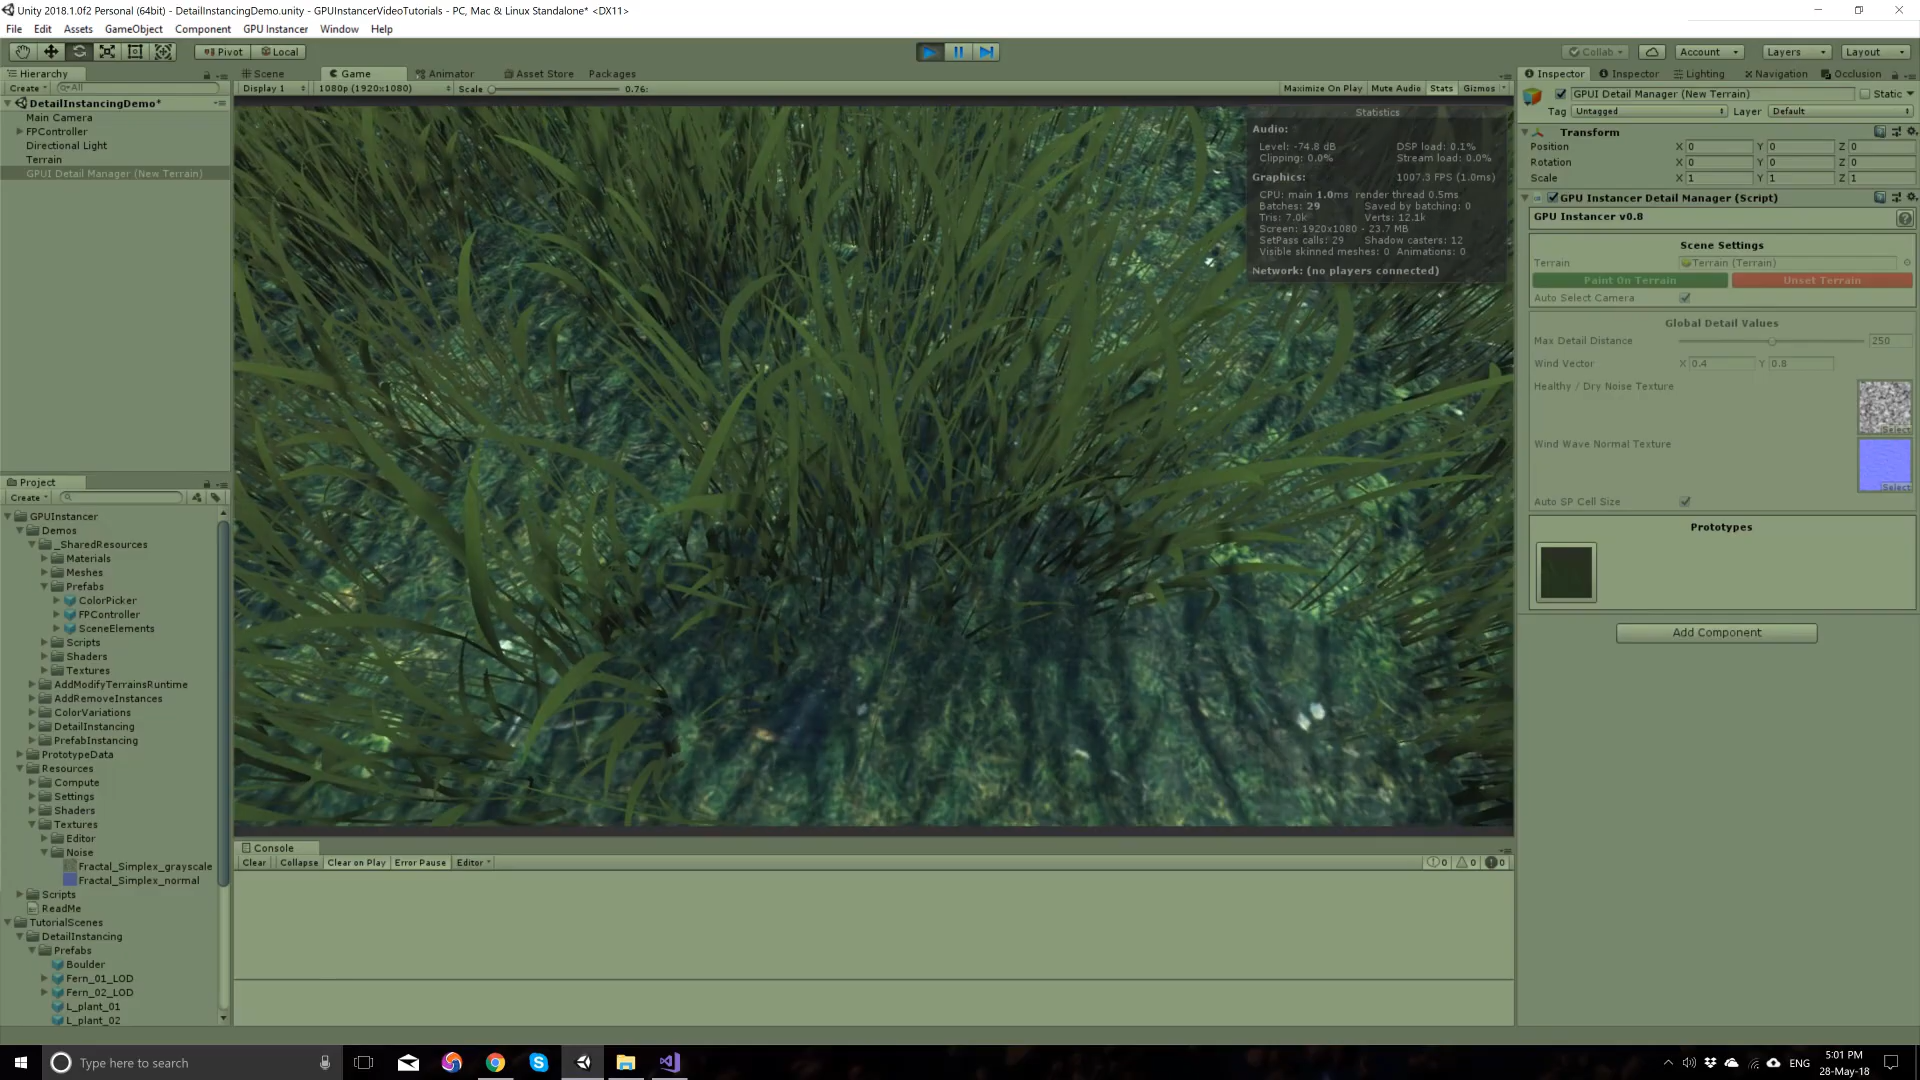 Unity 2018.1.0f2 Personal (64bit) - DetailInstancingDemo.unity - GPUInstancerVideoTutorials - PC, Mac & Linux Standalone* <DX11>
File Edit Assets GameObject Component GPU Instancer Window Help
Pivot Local Collab Account Layers Layout
Hierarchy
Create All
DetailInstancingDemo*
Main Camera
FPController
Directional Light
Terrain
GPUI Detail Manager (New Terrain)
Project
Create
GPUInstancer
Demos
_SharedResources
Materials
Meshes
Prefabs
ColorPicker
FPController
SceneElements
Scripts
Shaders
Textures
AddModifyTerrainsRuntime
AddRemoveInstances
ColorVariations
DetailInstancing
PrefabInstancing
PrototypeData
Resources
Compute
Settings
Shaders
Textures
Editor
Noise
Fractal_Simplex_grayscale
Fractal_Simplex_normal
Scripts
ReadMe
TutorialScenes
DetailInstancing
Prefabs
Boulder
Fern_01_LOD
Fern_02_LOD
L_plant_01
L_plant_02
Scene Game Animator Asset Store Packages
Display 1 1080p (1920x1080) Scale 0.76: Maximize On Play Mute Audio Stats Gizmos
Statistics
Audio:
Level: -74.8 dB DSP load: 0.1%
Clipping: 0.0% Stream load: 0.0%
Graphics: 1007.3 FPS (1.0ms)
CPU: main 1.0ms render thread 0.5ms
Batches: 29 Saved by batching: 0
Tris: 7.0k Verts: 12.1k
Screen: 1920x1080 - 23.7 MB
SetPass calls: 29 Shadow casters: 12
Visible skinned meshes: 0 Animations: 0
Network: (no players connected)
Console
Clear Collapse Clear on Play Error Pause Editor 0 0 0
Inspector Inspector Lighting Navigation Occlusion
GPUI Detail Manager (New Terrain) Static
Tag Untagged Layer Default
Transform
Position X 0 Y 0 Z 0
Rotation X 0 Y 0 Z 0
Scale X 1 Y 1 Z 1
GPU Instancer Detail Manager (Script)
GPU Instancer v0.8
Scene Settings
Terrain Terrain (Terrain)
Paint On Terrain Unset Terrain
Auto Select Camera
Global Detail Values
Max Detail Distance 250
Wind Vector X 0.4 Y 0.8
Healthy / Dry Noise Texture
Select
Wind Wave Normal Texture
Select
Auto SP Cell Size
Prototypes
Add Component
Type here to search
ENG
5:01 PM
28-May-18